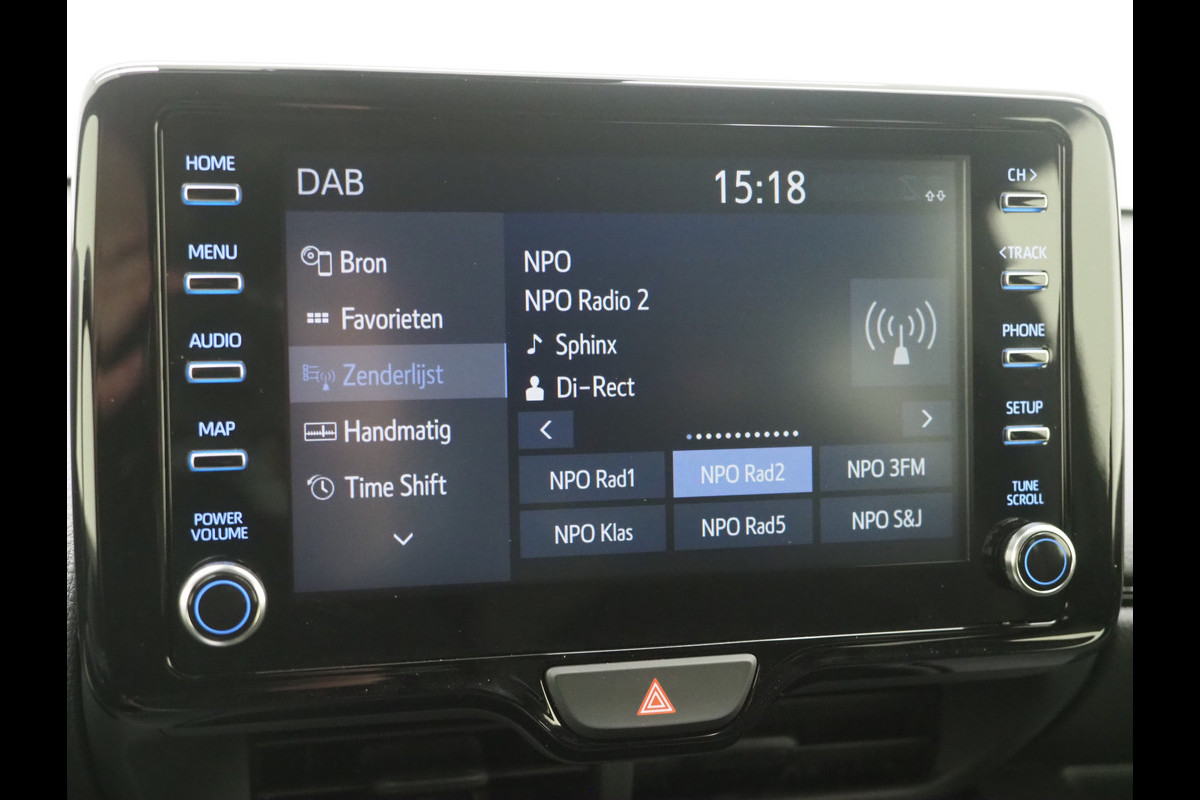 HOME
MENU
AUDIO
MAP
POWER
VOLUME
DAB
15:18
Bron
Favorieten
Zenderlijst
Handmatig
Time Shift
NPO
NPO Radio 2
Sphinx
Di-Rect
<
>
NPO Rad1
NPO Rad2
NPO 3FM
NPO Klas
NPO Rad5
NPO S&J
CH >
< TRACK
PHONE
SETUP
TUNE
SCROLL